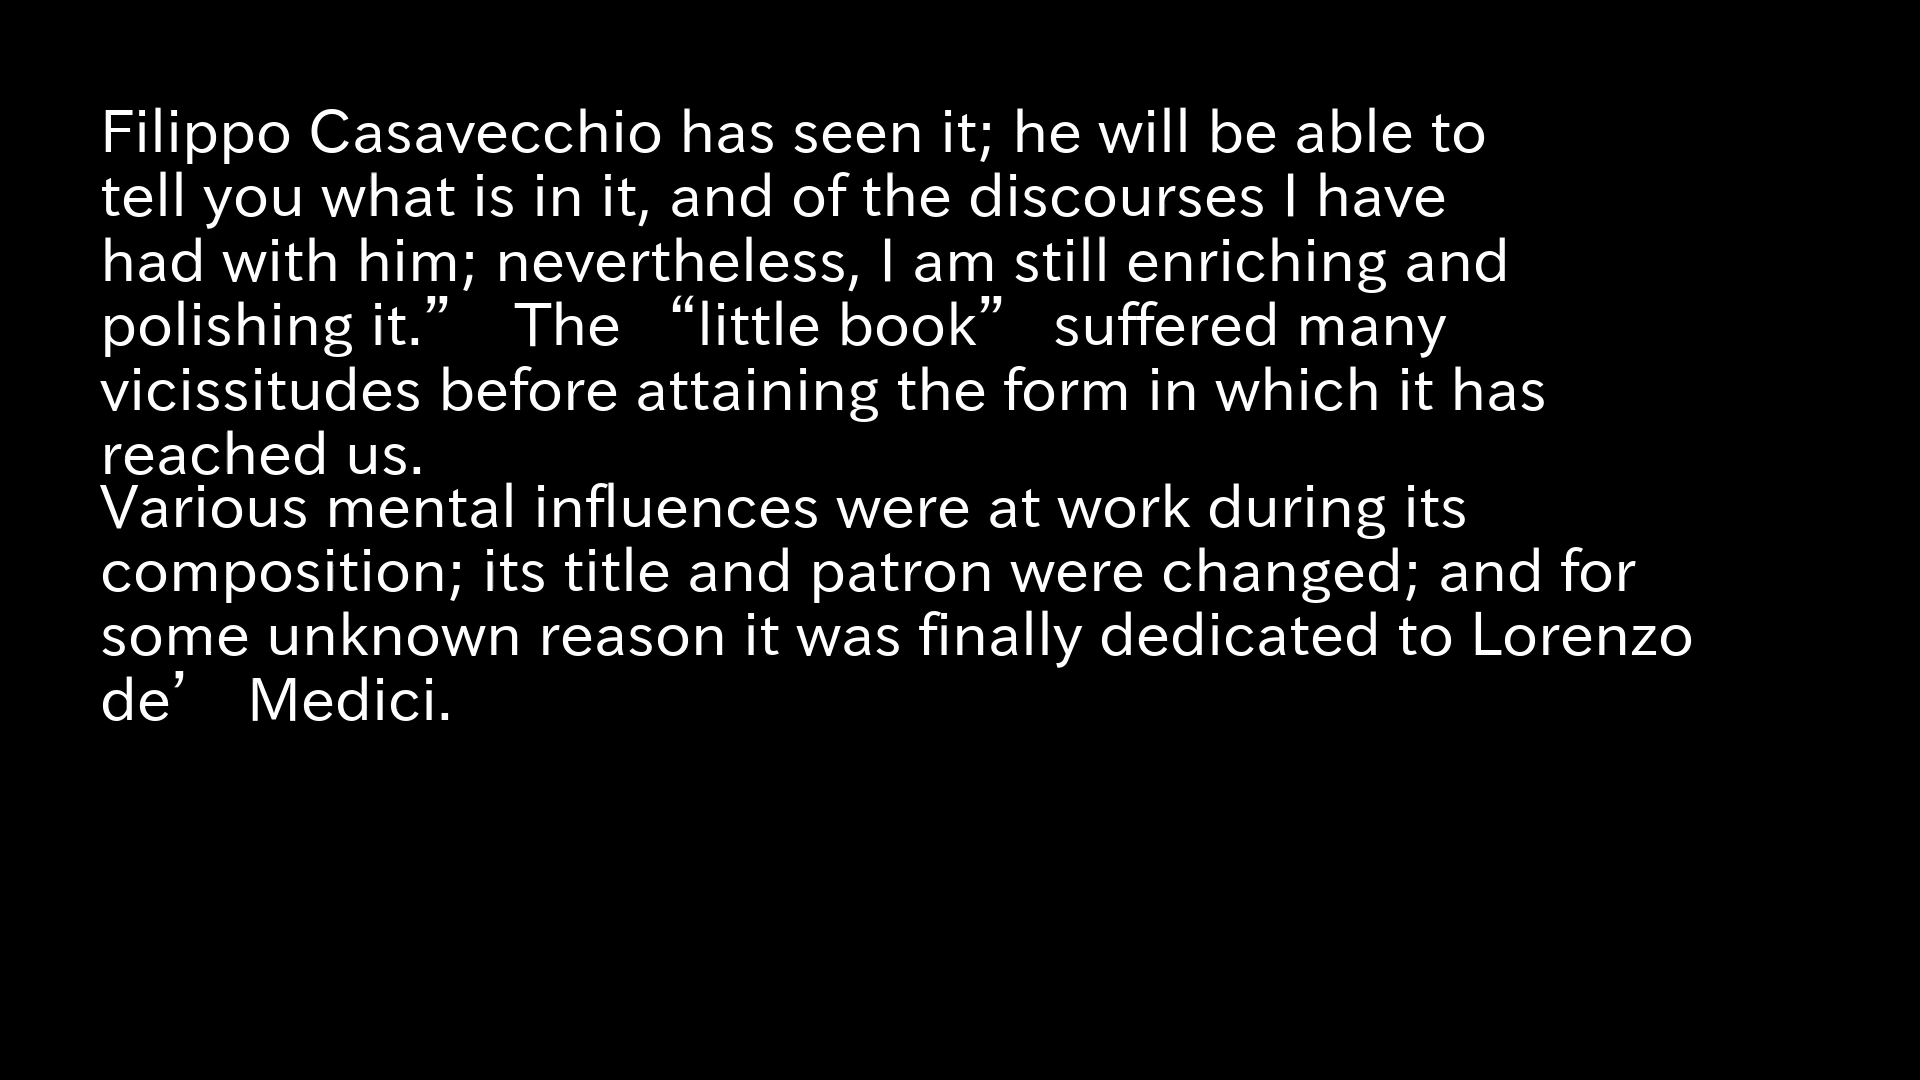 Filippo Casavecchio has seen it; he will be able to
tell you what is in it, and of the discourses I have
had with him; nevertheless, I am still enriching and
polishing it.” The “little book” suffered many
vicissitudes before attaining the form in which it has
reached us.
Various mental influences were at work during its
composition; its title and patron were changed; and for
some unknown reason it was finally dedicated to Lorenzo
de’ Medici.